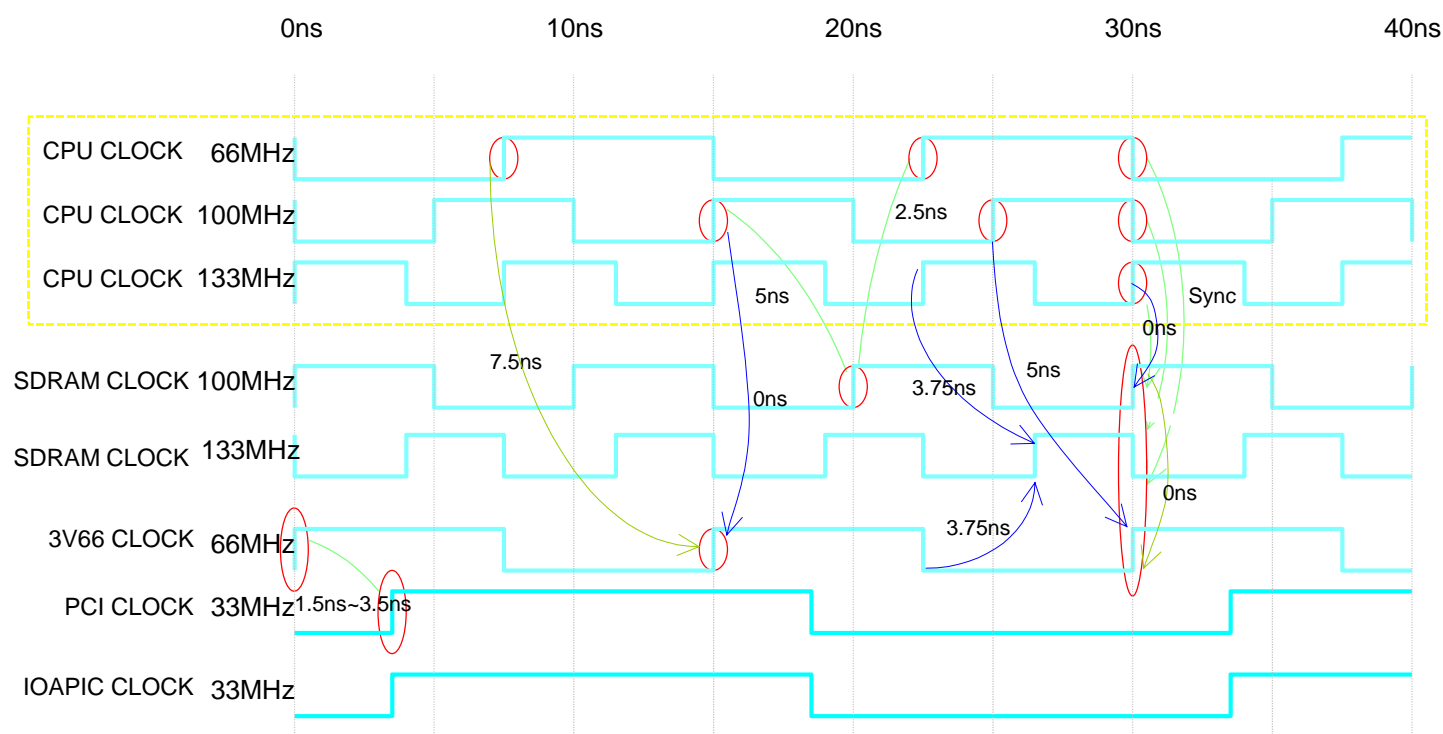 0ns 10ns 20ns 30ns 40ns
CPU CLOCK 66MHz
CPU CLOCK 100MHz
2.5ns
CPU CLOCK 133MHz
5ns
Sync
0ns
7.5ns
5ns
SDRAM CLOCK 100MHz
3.75ns
0ns
SDRAM CLOCK 133MHz
0ns
3.75ns
3V66 CLOCK 66MHz
PCI CLOCK 33MHz
1.5ns~3.5ns
IOAPIC CLOCK 33MHz